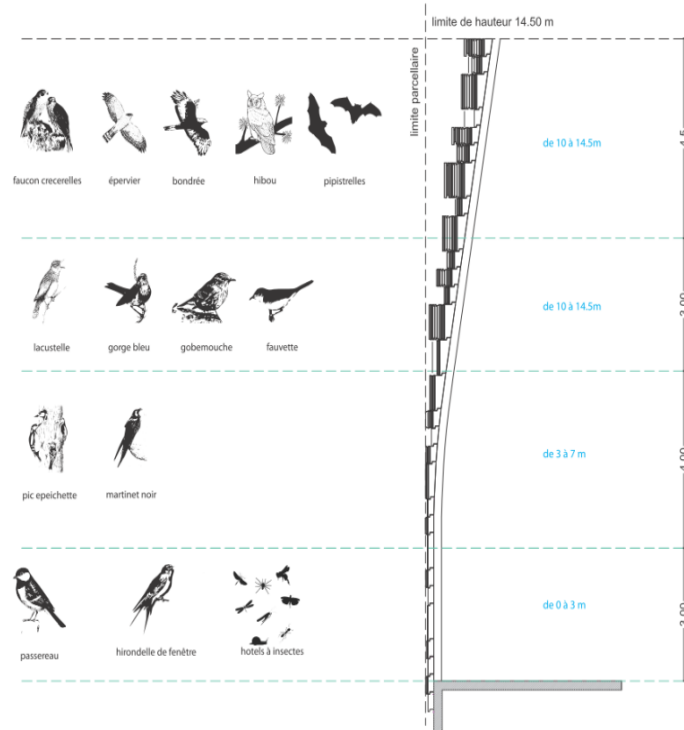 limite de hauteur 14.50 m
limite parcellaire
faucon crecerelles épervier bondrée hibou pipistrelles
de 10 à 14.5m
lacustelle gorge bleu gobemouche fauvette
de 10 à 14.5m
3.00
pic epeichette martinet noir
de 3 à 7 m
4.00
passereau hirondelle de fenêtre hotels à insectes
de 0 à 3 m
3.00